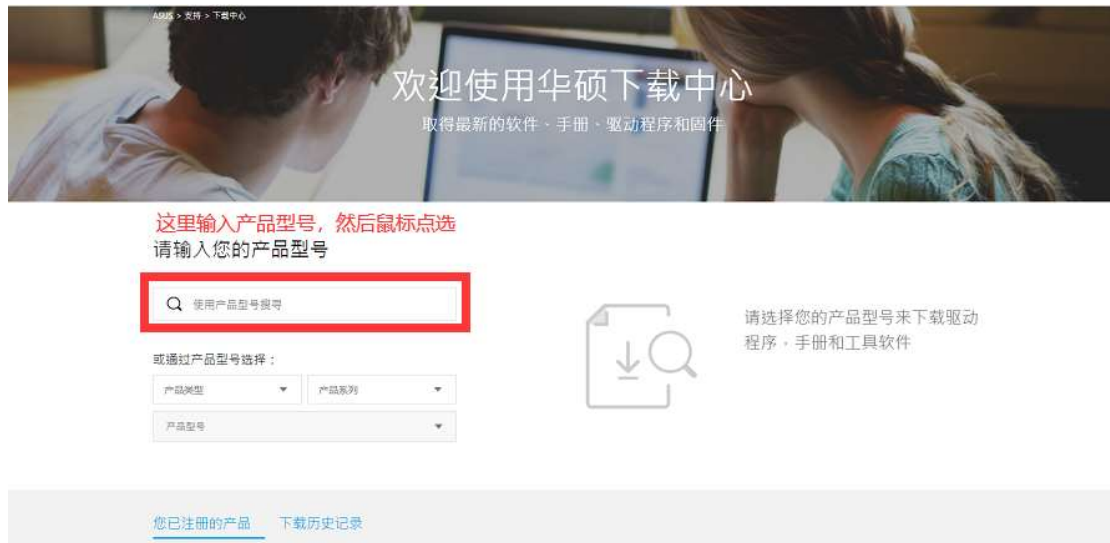 ASUS > 支持 > 下载中心
欢迎使用华硕下载中心
取得最新的软件、手册、驱动程序和固件
这里输入产品型号，然后鼠标点选
请输入您的产品型号
使用产品型号搜寻
请选择您的产品型号来下载驱动
程序，手册和工具软件
或通过产品型号选择：
产品类型
产品系列
产品型号
您已注册的产品
下载历史记录